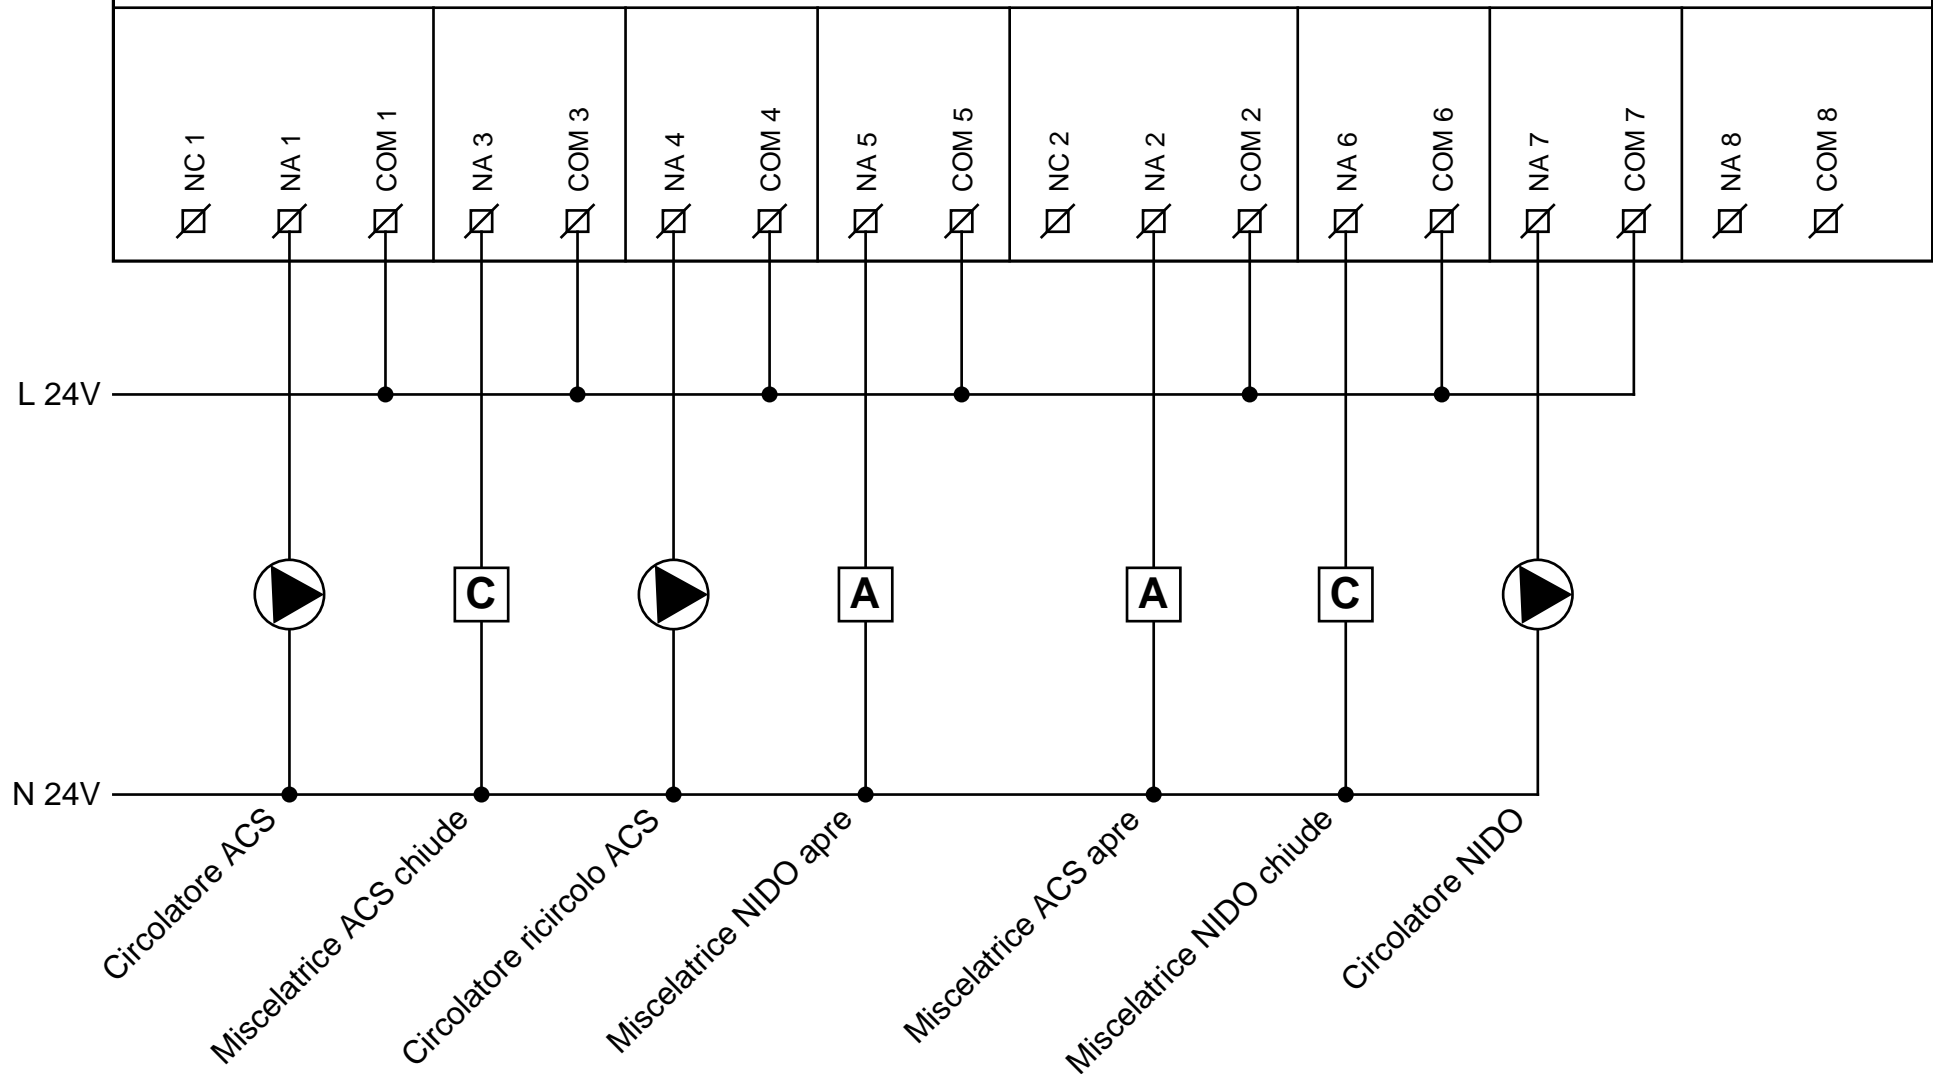 NC 1
NA 1
COM 1
NA 3
COM 3
NA 4
COM 4
NA 5
COM 5
NC 2
NA 2
COM 2
NA 6
COM 6
NA 7
COM 7
NA 8
COM 8
L 24V
C
A
A
C
N 24V
Circolatore ACS
Miscelatrice ACS chiude
Circolatore ricircolo ACS
Miscelatrice NIDO apre
Miscelatrice ACS apre
Miscelatrice NIDO chiude
Circolatore NIDO